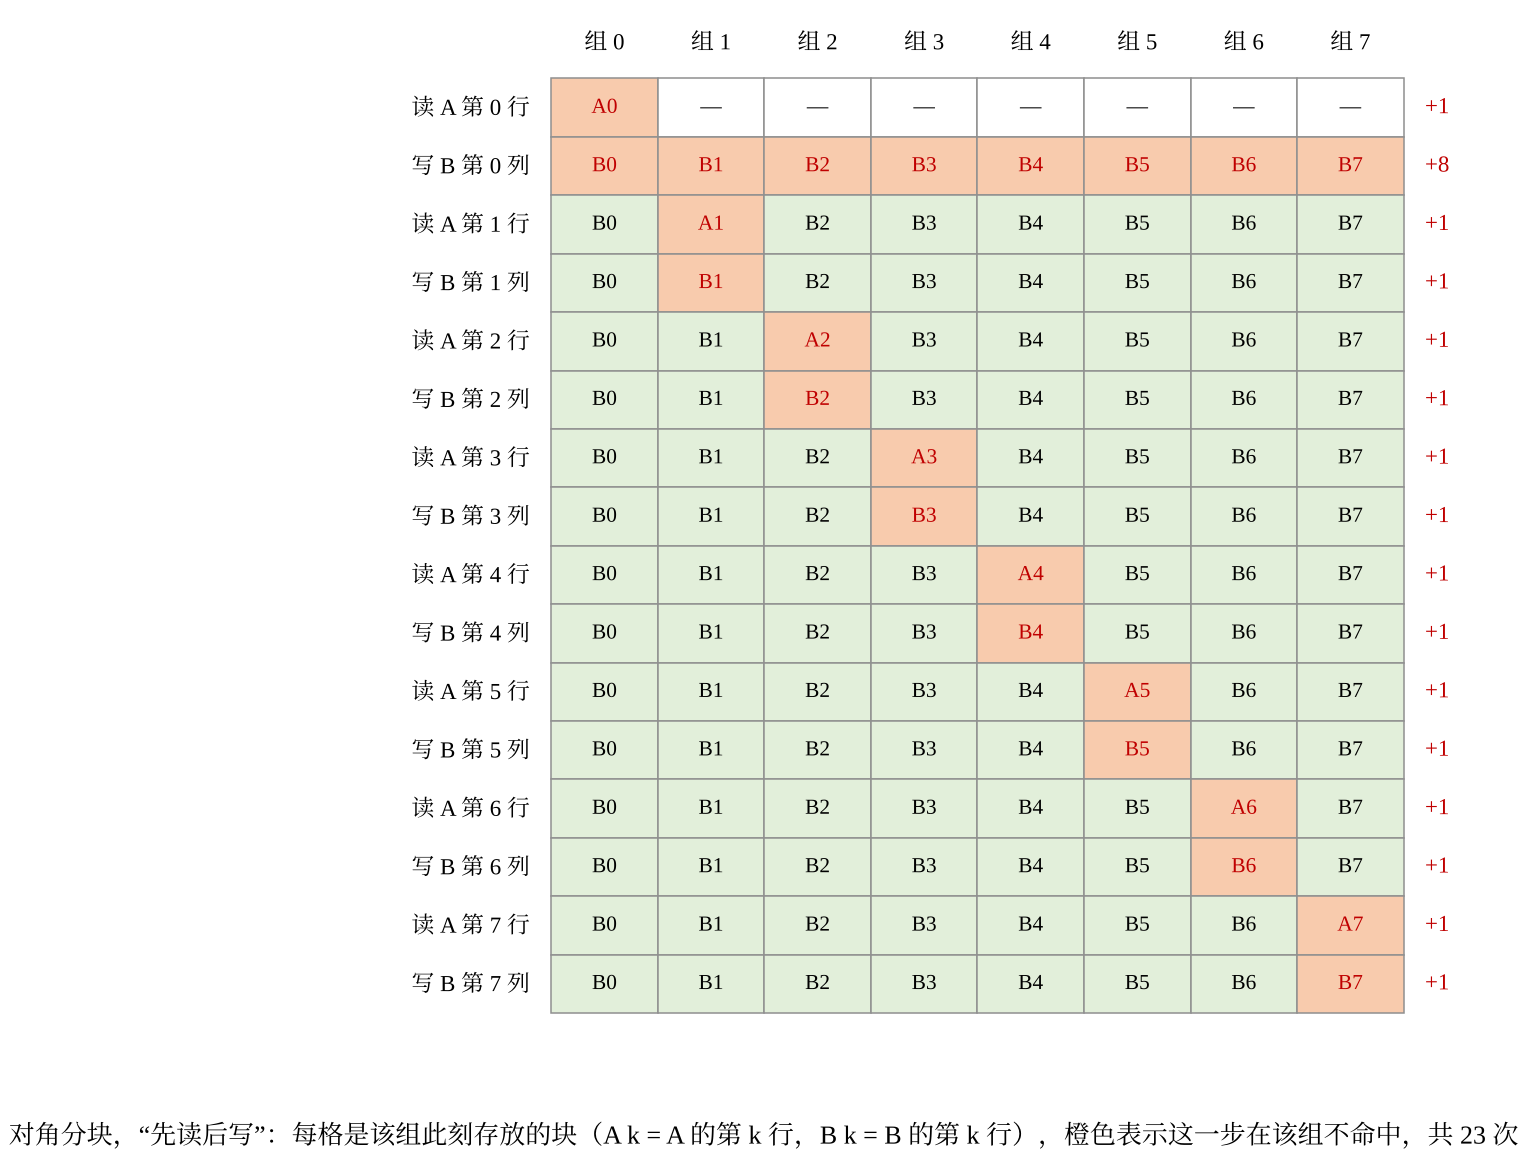 组 0 组 1 组 2 组 3 组 4 组 5 组 6 组 7
读 A 第 0 行 A0 — — — — — — — +1
写 B 第 0 列 B0 B1 B2 B3 B4 B5 B6 B7 +8
读 A 第 1 行 B0 A1 B2 B3 B4 B5 B6 B7 +1
写 B 第 1 列 B0 B1 B2 B3 B4 B5 B6 B7 +1
读 A 第 2 行 B0 B1 A2 B3 B4 B5 B6 B7 +1
写 B 第 2 列 B0 B1 B2 B3 B4 B5 B6 B7 +1
读 A 第 3 行 B0 B1 B2 A3 B4 B5 B6 B7 +1
写 B 第 3 列 B0 B1 B2 B3 B4 B5 B6 B7 +1
读 A 第 4 行 B0 B1 B2 B3 A4 B5 B6 B7 +1
写 B 第 4 列 B0 B1 B2 B3 B4 B5 B6 B7 +1
读 A 第 5 行 B0 B1 B2 B3 B4 A5 B6 B7 +1
写 B 第 5 列 B0 B1 B2 B3 B4 B5 B6 B7 +1
读 A 第 6 行 B0 B1 B2 B3 B4 B5 A6 B7 +1
写 B 第 6 列 B0 B1 B2 B3 B4 B5 B6 B7 +1
读 A 第 7 行 B0 B1 B2 B3 B4 B5 B6 A7 +1
写 B 第 7 列 B0 B1 B2 B3 B4 B5 B6 B7 +1
对角分块，“先读后写”：每格是该组此刻存放的块（A k = A 的第 k 行，B k = B 的第 k 行），橙色表示这一步在该组不命中，共 23 次